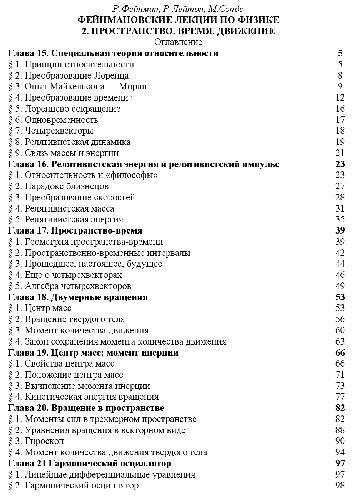 Р. Фейнман, Р. Лейтон, М. Сэндс
ФЕЙНМАНОВСКИЕ ЛЕКЦИИ ПО ФИЗИКЕ
2. ПРОСТРАНСТВО. ВРЕМЯ. ДВИЖЕНИЕ
Оглавление
Глава 15. Специальная теория относительности 5
§ 1. Принцип относительности 5
§ 2. Преобразование Лоренца 8
§ 3. Опыт Майкельсона — Морли 9
§ 4. Преобразование времени 12
§ 5. Лоренцево сокращение 16
§ 6. Одновременность 17
§ 7. Четырехвекторы 18
§ 8. Релятивистская динамика 19
§ 9. Связь массы и энергии 21
Глава 16. Релятивистская энергия и релятивистский импульс 23
§ 1. Относительность и «философы» 23
§ 2. Парадокс близнецов 27
§ 3. Преобразование скоростей 28
§ 4. Релятивистская масса 31
§ 5. Релятивистская энергия 35
Глава 17. Пространство-время 39
§ 1. Геометрия пространства-времени 39
§ 2. Пространственно-временные интервалы 42
§ 3. Прошедшее, настоящее, будущее 44
§ 4. Еще о четырехвекторах 46
§ 5. Алгебра четырехвекторов 49
Глава 18. Двумерные вращения 53
§ 1. Центр масс 53
§ 2. Вращение твердого тела 56
§ 3. Момент количества движения 60
§ 4. Закон сохранения момента количества движения 63
Глава 19. Центр масс; момент инерции 66
§ 1. Свойства центра масс 66
§ 2. Положение центра масс 71
§ 3. Вычисление момента инерции 73
§ 4. Кинетическая энергия вращения 77
Глава 20. Вращение в пространстве 82
§ 1. Моменты сил в трехмерном пространстве 82
§ 2. Уравнения вращения в векторном виде 88
§ 3. Гироскоп 90
§ 4. Момент количества движения твердого тела 94
Глава 21 Гармонический осциллятор 97
§ 1. Линейные дифференциальные уравнения 97
§ 2. Гармонический осциллятор 98